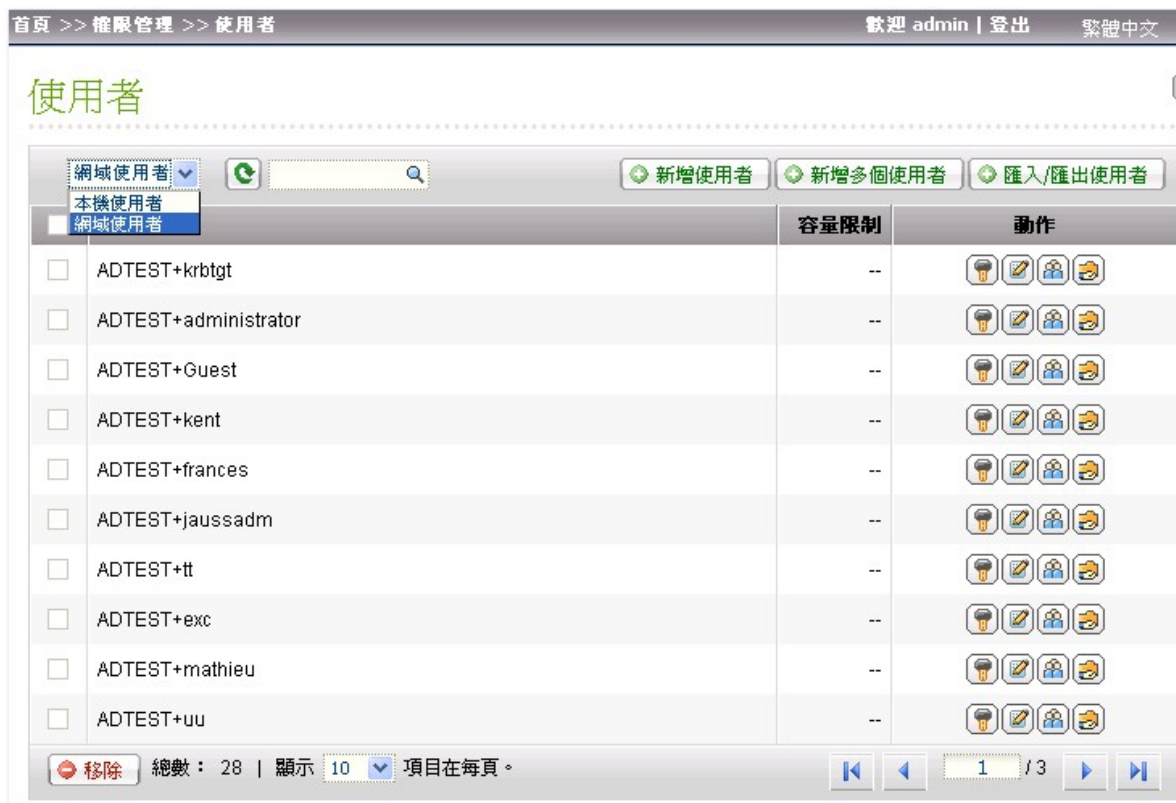 首頁 >> 權限管理 >> 使用者 歡迎 admin | 登出 繁體中文
使用者
網域使用者 新增使用者 新增多個使用者 匯入/匯出使用者
本機使用者
網域使用者
容量限制 動作
ADTEST+krbtgt --
ADTEST+administrator --
ADTEST+Guest --
ADTEST+kent --
ADTEST+frances --
ADTEST+jaussadm --
ADTEST+tt --
ADTEST+exc --
ADTEST+mathieu --
ADTEST+uu --
移除 總數： 28 | 顯示 10 項目在每頁。 1 /3